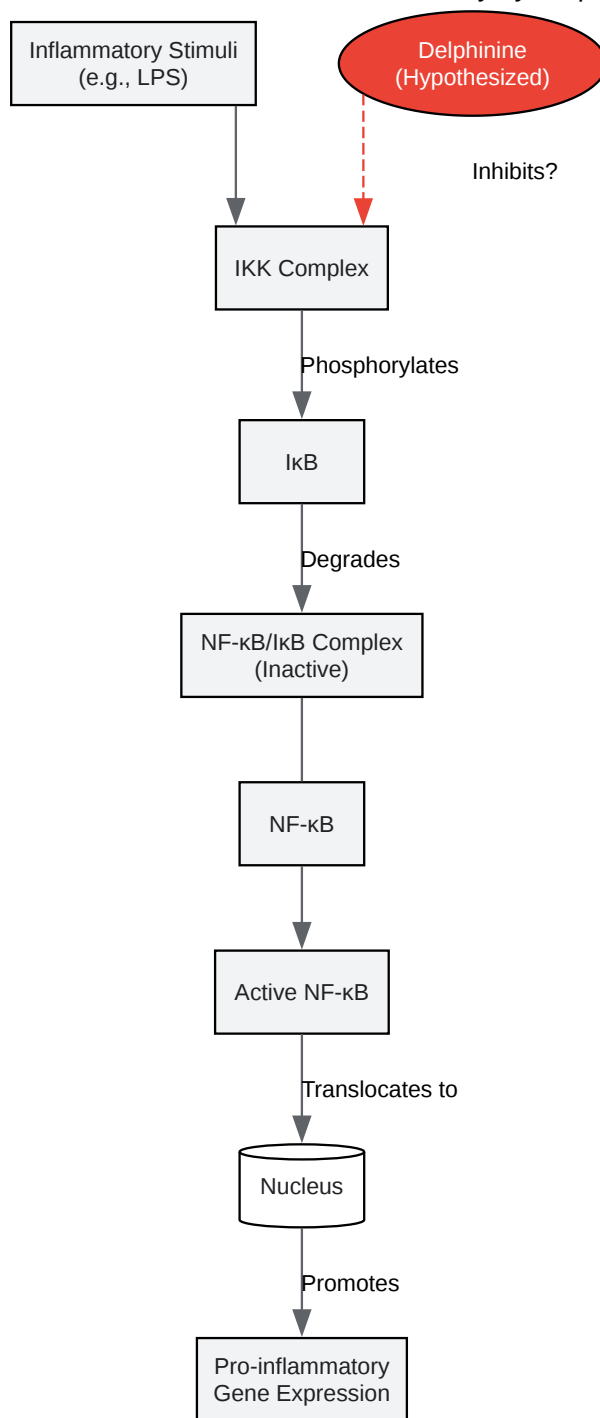 Inflammatory Stimuli
(e.g., LPS)
Delphinine
(Hypothesized)
Inhibits?
IKK Complex
Phosphorylates
IκB
Degrades
NF-κB/IκB Complex
(Inactive)
NF-κB
Active NF-κB
Translocates to
Nucleus
Promotes
Pro-inflammatory
Gene Expression